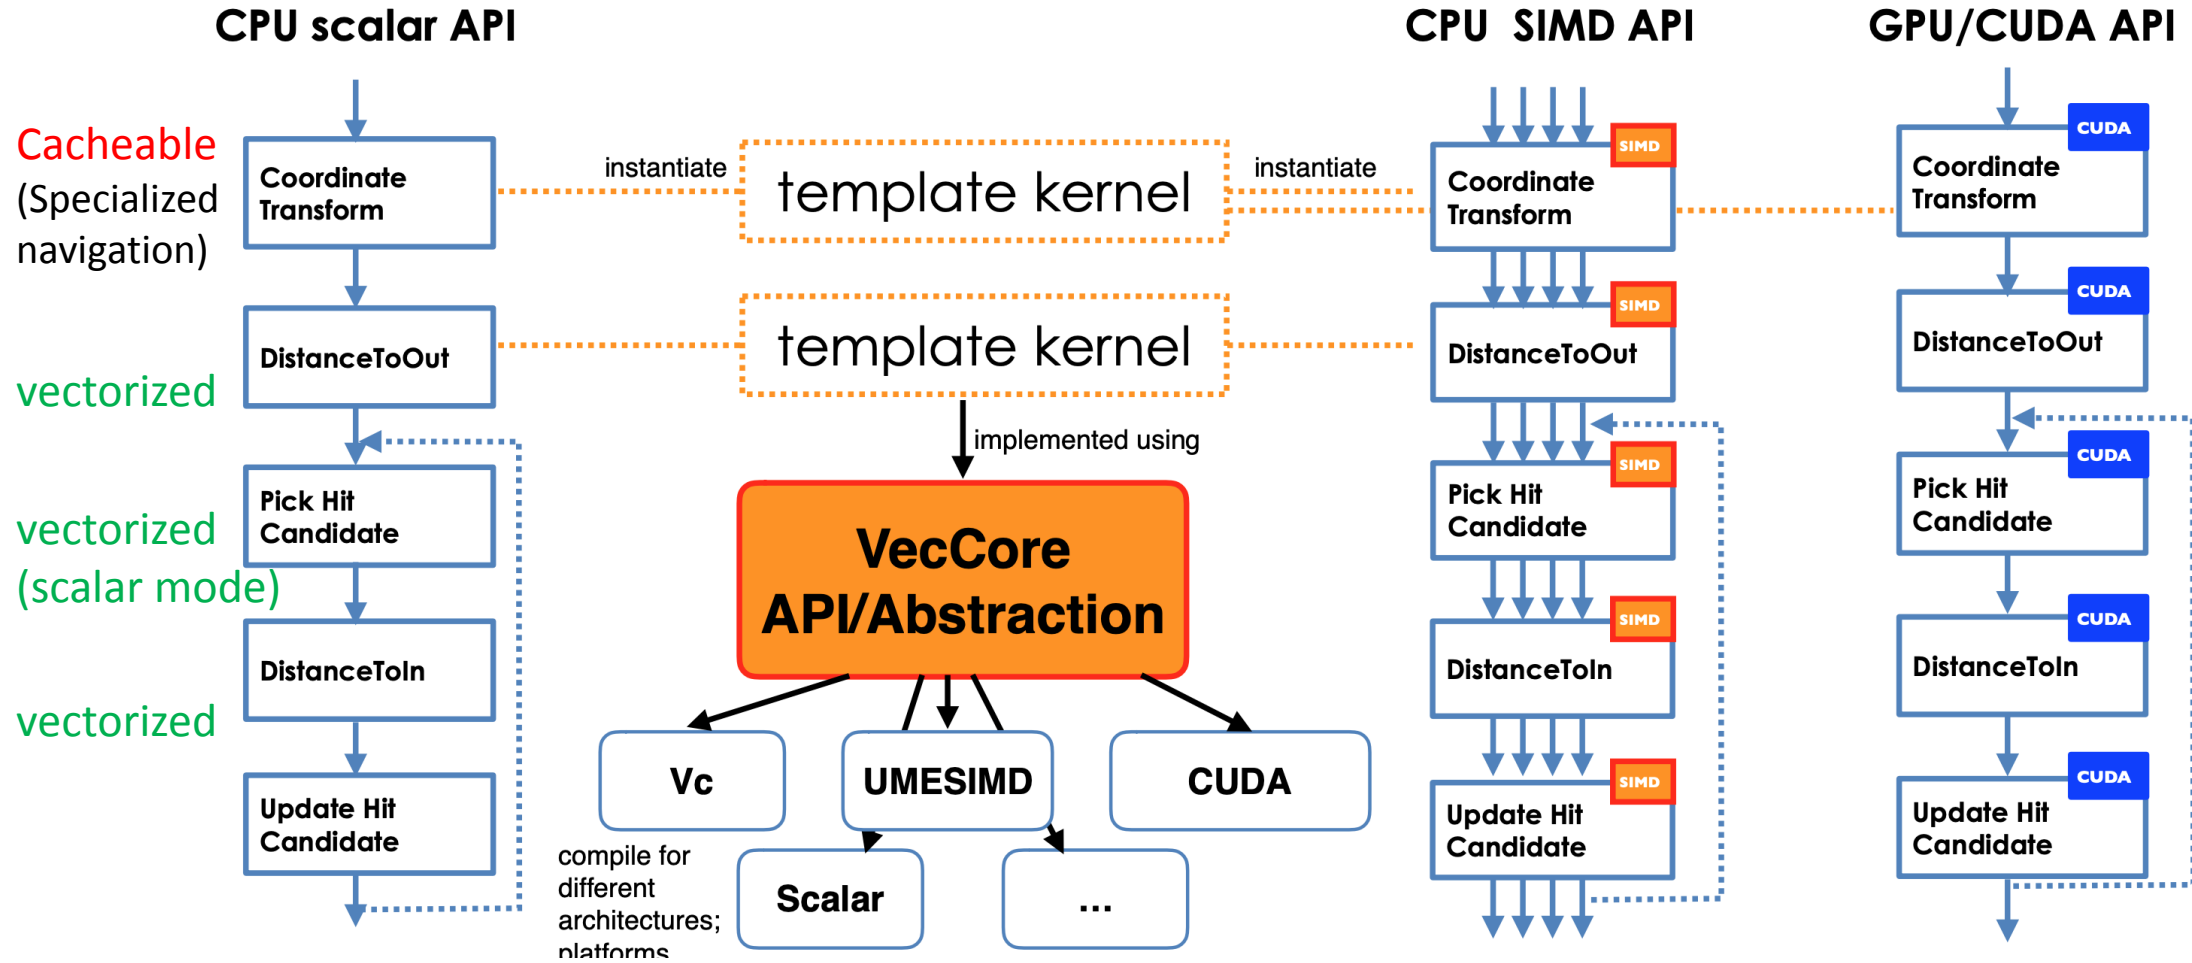 CPU scalar API
CPU SIMD API
GPU/CUDA API
Cacheable
(Specialized
navigation)
vectorized
vectorized
(scalar mode)
vectorized
Coordinate
Transform
DistanceToOut
Pick Hit
Candidate
DistanceToIn
Update Hit
Candidate
instantiate
template kernel
instantiate
template kernel
implemented using
VecCore
API/Abstraction
Vc
UMESIMD
CUDA
Scalar
...
compile for
different
architectures;
platforms
SIMD
Coordinate
Transform
SIMD
DistanceToOut
SIMD
Pick Hit
Candidate
SIMD
DistanceToIn
SIMD
Update Hit
Candidate
CUDA
Coordinate
Transform
CUDA
DistanceToOut
CUDA
Pick Hit
Candidate
CUDA
DistanceToIn
CUDA
Update Hit
Candidate